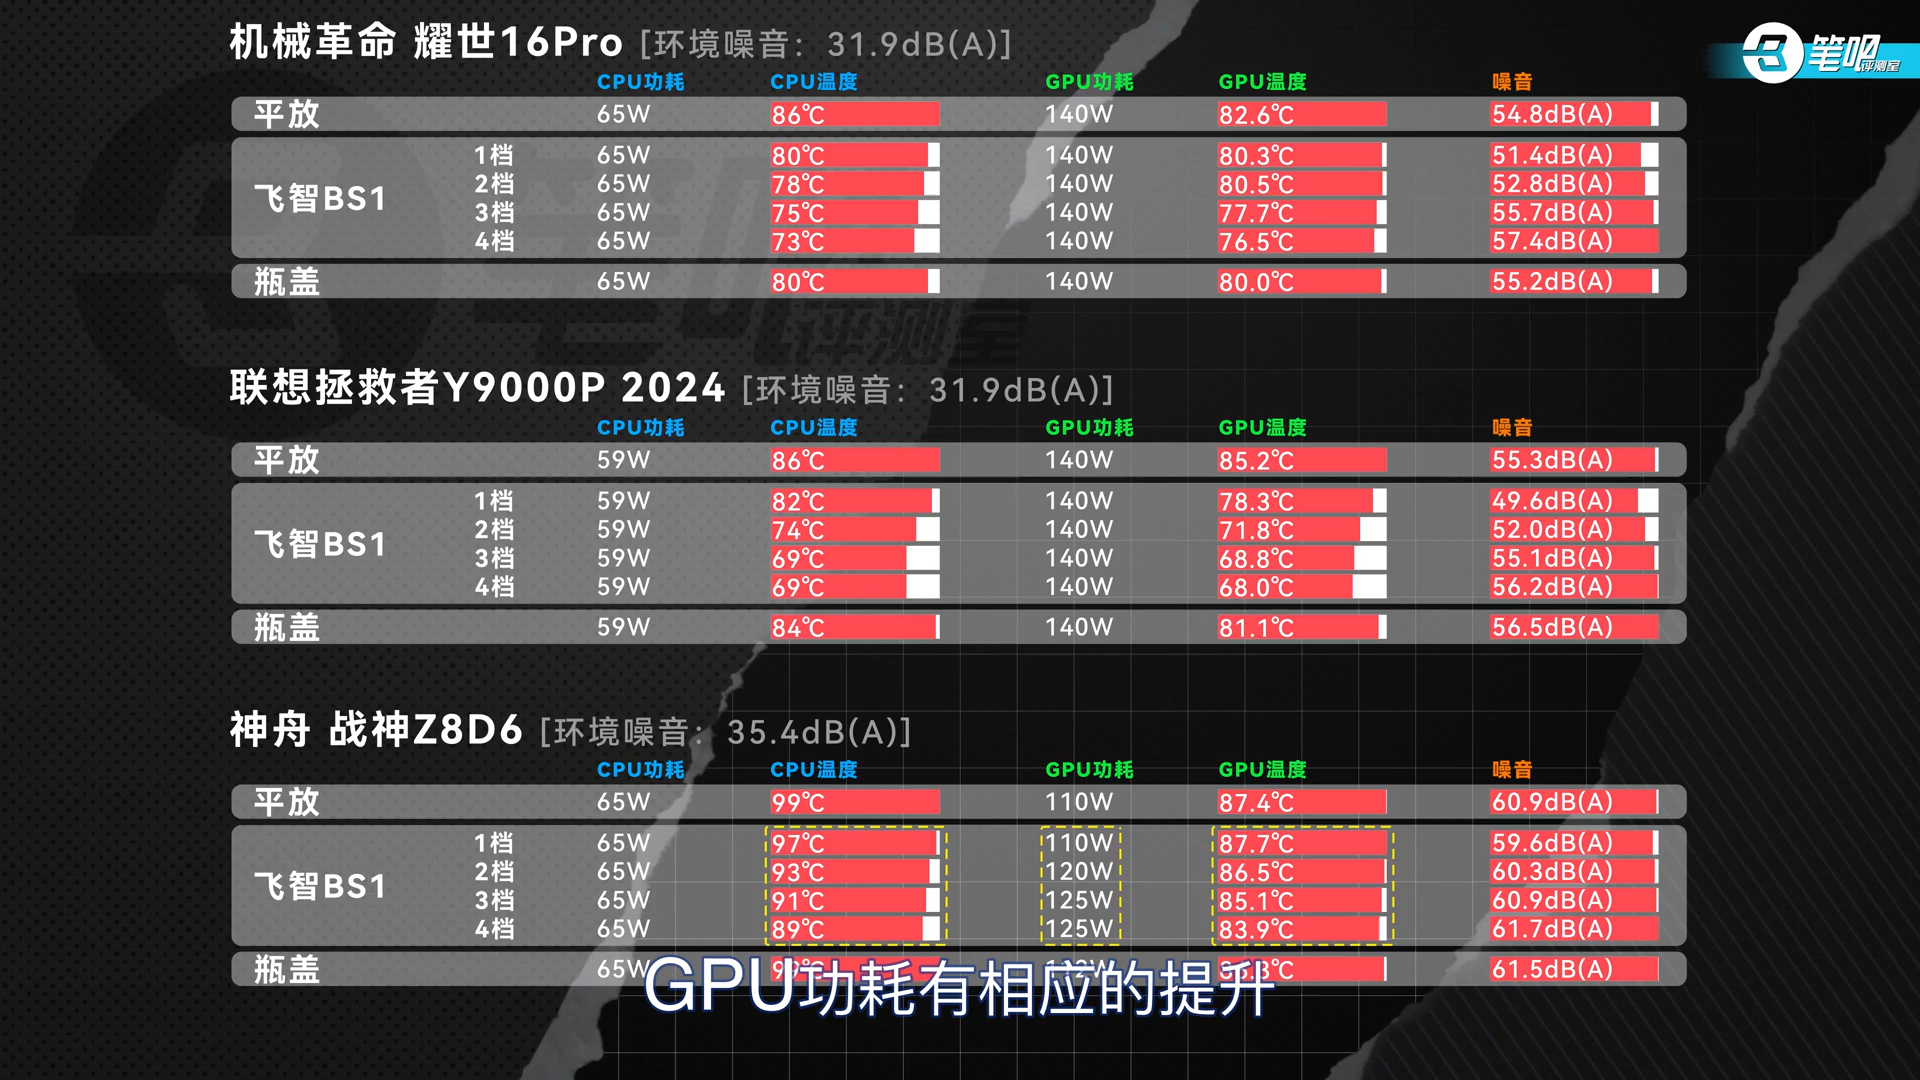 机械革命 耀世16Pro [环境噪音: 31.9dB(A)]
笔吧评测室
CPU功耗 CPU温度 GPU功耗 GPU温度 噪音
平放 65W 86℃ 140W 82.6℃ 54.8dB(A)
飞智BS1
1档 65W 80℃ 140W 80.3℃ 51.4dB(A)
2档 65W 78℃ 140W 80.5℃ 52.8dB(A)
3档 65W 75℃ 140W 77.7℃ 55.7dB(A)
4档 65W 73℃ 140W 76.5℃ 57.4dB(A)
瓶盖 65W 80℃ 140W 80.0℃ 55.2dB(A)
联想拯救者Y9000P 2024 [环境噪音: 31.9dB(A)]
CPU功耗 CPU温度 GPU功耗 GPU温度 噪音
平放 59W 86℃ 140W 85.2℃ 55.3dB(A)
飞智BS1
1档 59W 82℃ 140W 78.3℃ 49.6dB(A)
2档 59W 74℃ 140W 71.8℃ 52.0dB(A)
3档 59W 69℃ 140W 68.8℃ 55.1dB(A)
4档 59W 69℃ 140W 68.0℃ 56.2dB(A)
瓶盖 59W 84℃ 140W 81.1℃ 56.5dB(A)
神舟 战神Z8D6 [环境噪音: 35.4dB(A)]
CPU功耗 CPU温度 GPU功耗 GPU温度 噪音
平放 65W 99℃ 110W 87.4℃ 60.9dB(A)
飞智BS1
1档 65W 97℃ 110W 87.7℃ 59.6dB(A)
2档 65W 93℃ 120W 86.5℃ 60.3dB(A)
3档 65W 91℃ 125W 85.1℃ 60.9dB(A)
4档 65W 89℃ 125W 83.9℃ 61.7dB(A)
瓶盖 65W 61.5dB(A)
GPU功耗有相应的提升